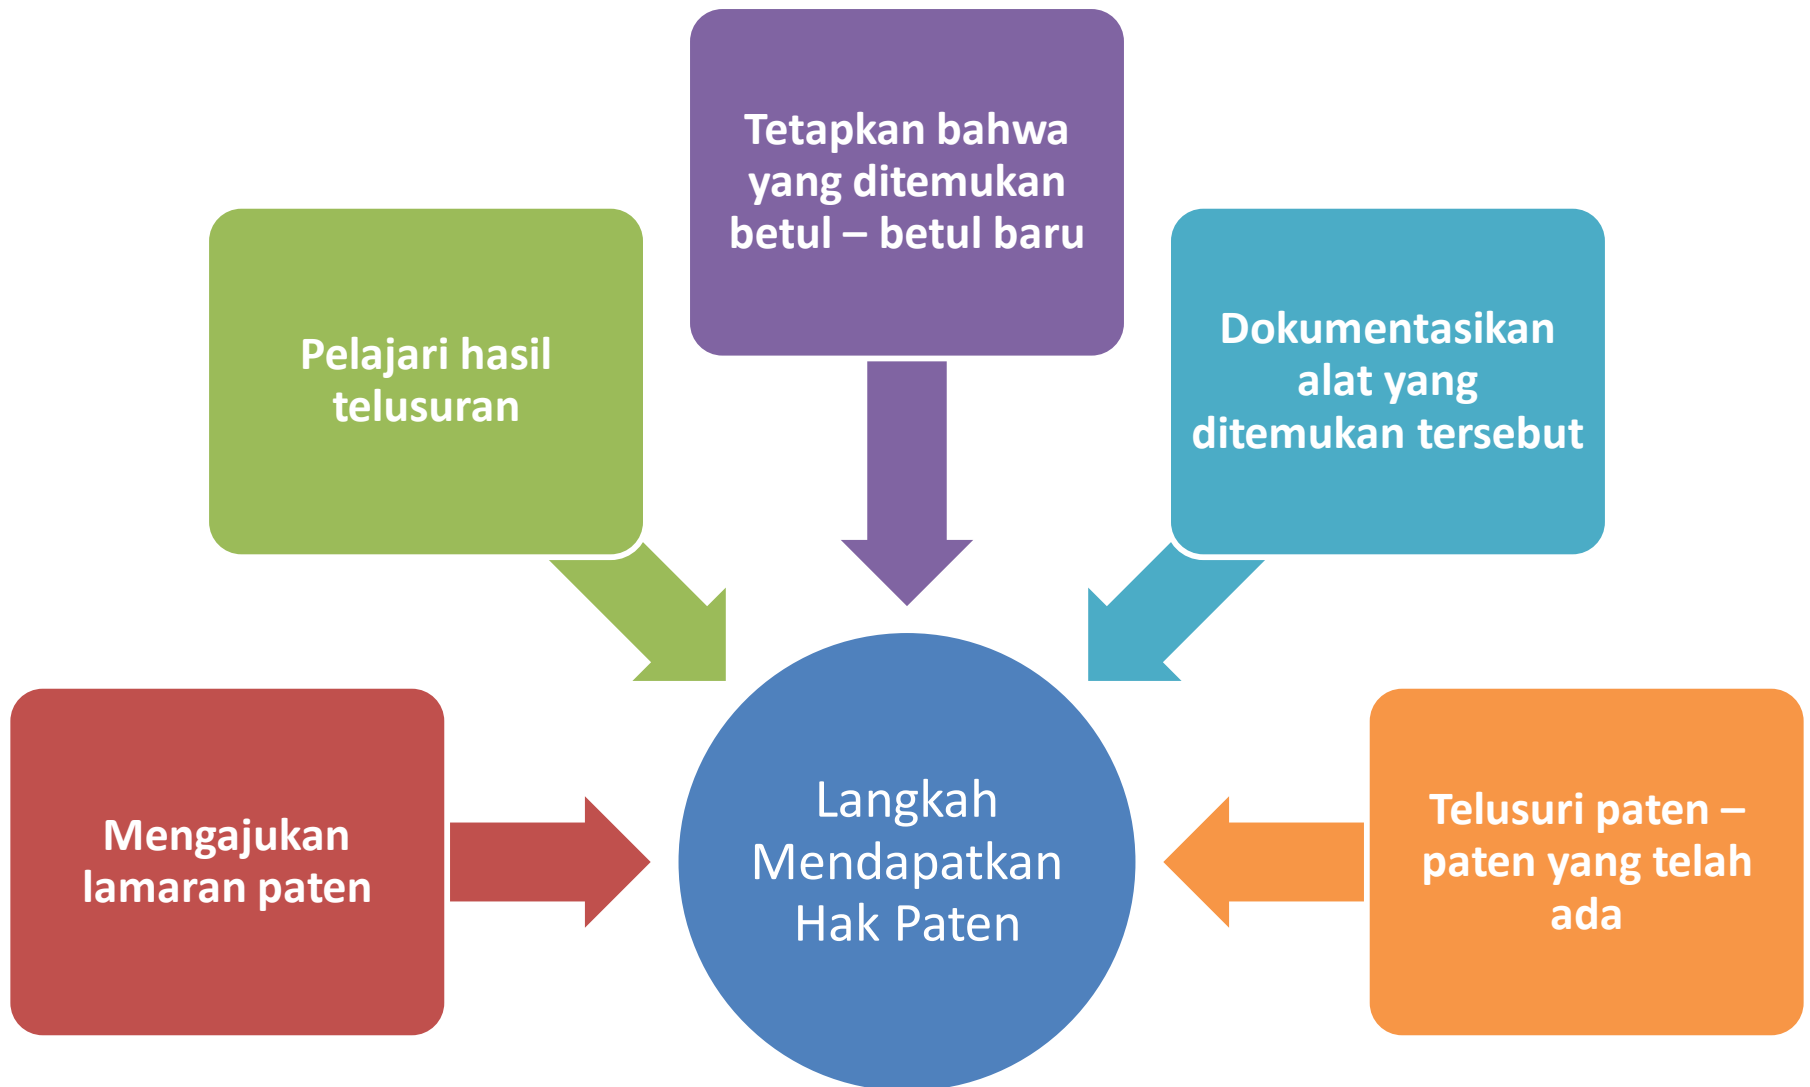 Tetapkan bahwa
yang ditemukan
betul – betul baru
Pelajari hasil
telusuran
Dokumentasikan
alat yang
ditemukan tersebut
Mengajukan
lamaran paten
Langkah
Mendapatkan
Hak Paten
Telusuri paten –
paten yang telah
ada